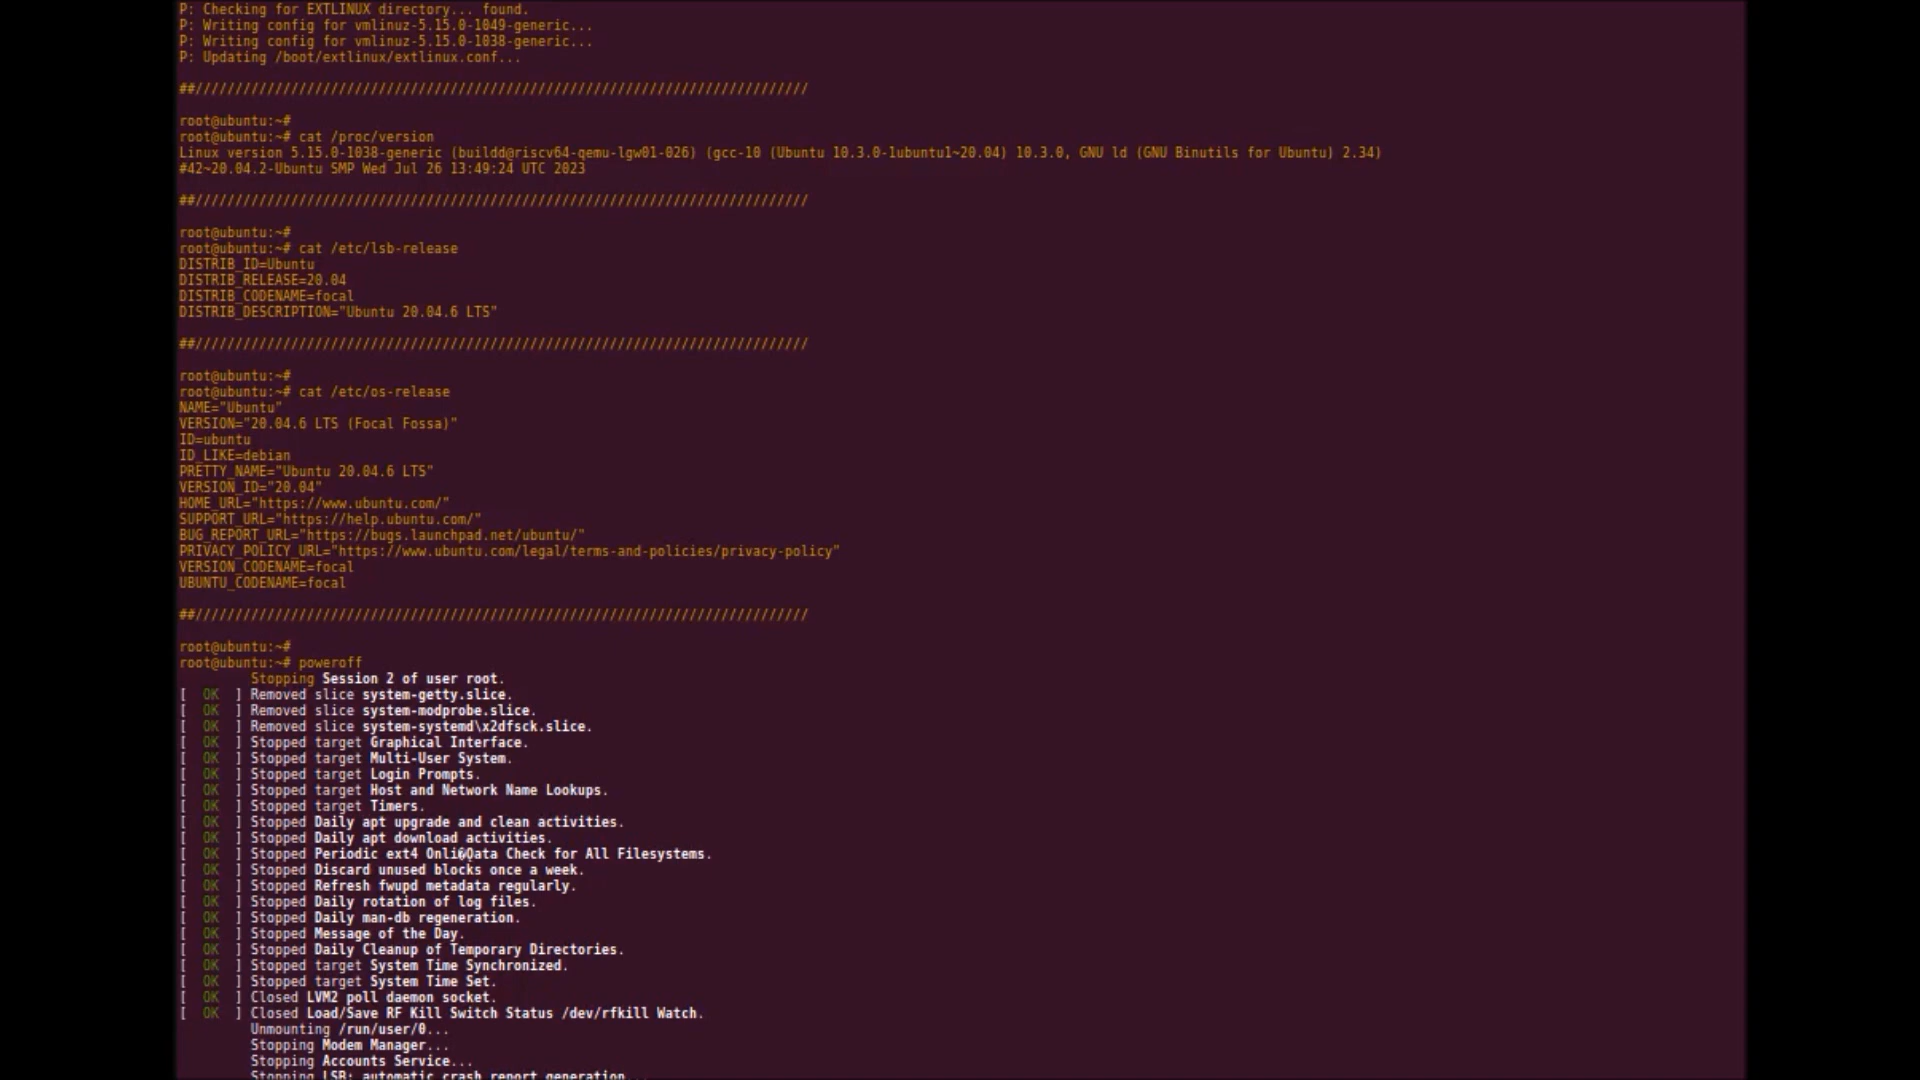 P: Checking for EXTLINUX directory... found.
P: Writing config for vmlinuz-5.15.0-1049-generic...
P: Writing config for vmlinuz-5.15.0-1038-generic...
P: Updating /boot/extlinux/extlinux.conf...
##/////////////////////////////////////////////////////////////////////////////
root@ubuntu:~#
root@ubuntu:~# cat /proc/version
Linux version 5.15.0-1038-generic (buildd@riscv64-qemu-lgw01-026) (gcc-10 (Ubuntu 10.3.0-1ubuntu1~20.04) 10.3.0, GNU ld (GNU Binutils for Ubuntu) 2.34)
#42~20.04.2-Ubuntu SMP Wed Jul 26 13:49:24 UTC 2023
##/////////////////////////////////////////////////////////////////////////////
root@ubuntu:~#
root@ubuntu:~# cat /etc/lsb-release
DISTRIB_ID=Ubuntu
DISTRIB_RELEASE=20.04
DISTRIB_CODENAME=focal
DISTRIB_DESCRIPTION="Ubuntu 20.04.6 LTS"
##/////////////////////////////////////////////////////////////////////////////
root@ubuntu:~#
root@ubuntu:~# cat /etc/os-release
NAME="Ubuntu"
VERSION="20.04.6 LTS (Focal Fossa)"
ID=ubuntu
ID_LIKE=debian
PRETTY_NAME="Ubuntu 20.04.6 LTS"
VERSION_ID="20.04"
HOME_URL="https://www.ubuntu.com/"
SUPPORT_URL="https://help.ubuntu.com/"
BUG_REPORT_URL="https://bugs.launchpad.net/ubuntu/"
PRIVACY_POLICY_URL="https://www.ubuntu.com/legal/terms-and-policies/privacy-policy"
VERSION_CODENAME=focal
UBUNTU_CODENAME=focal
##/////////////////////////////////////////////////////////////////////////////
root@ubuntu:~#
root@ubuntu:~# poweroff
Stopping Session 2 of user root.
[  OK  ] Removed slice system-getty.slice.
[  OK  ] Removed slice system-modprobe.slice.
[  OK  ] Removed slice system-systemd\x2dfsck.slice.
[  OK  ] Stopped target Graphical Interface.
[  OK  ] Stopped target Multi-User System.
[  OK  ] Stopped target Login Prompts.
[  OK  ] Stopped target Host and Network Name Lookups.
[  OK  ] Stopped target Timers.
[  OK  ] Stopped Daily apt upgrade and clean activities.
[  OK  ] Stopped Daily apt download activities.
[  OK  ] Stopped Periodic ext4 Onli�Qata Check for All Filesystems.
[  OK  ] Stopped Discard unused blocks once a week.
[  OK  ] Stopped Refresh fwupd metadata regularly.
[  OK  ] Stopped Daily rotation of log files.
[  OK  ] Stopped Daily man-db regeneration.
[  OK  ] Stopped Message of the Day.
[  OK  ] Stopped Daily Cleanup of Temporary Directories.
[  OK  ] Stopped target System Time Synchronized.
[  OK  ] Stopped target System Time Set.
[  OK  ] Closed LVM2 poll daemon socket.
[  OK  ] Closed Load/Save RF Kill Switch Status /dev/rfkill Watch.
Unmounting /run/user/0...
Stopping Modem Manager...
Stopping Accounts Service...
Stopping LSB: automatic crash report generation...